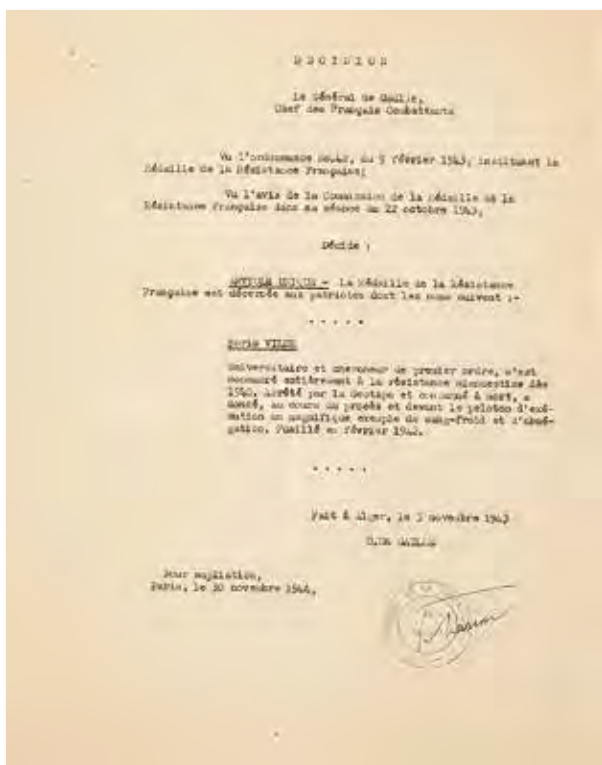 DECISION
Le Général de Gaulle,
Chef des Français Combattants
Vu l'ordonnance du 9 février 1943, instituant la
Médaille de la Résistance Française;
Vu l'avis de la Commission de la Médaille de la
Résistance Française dans sa séance du 22 octobre 1943,
Décide :
ARTICLE UNIQUE - La Médaille de la Résistance
Française est décernée aux patriotes dont les noms suivent :-
. . . . .
Boris VILDE
Universitaire et chercheur de premier ordre, s'est
consacré entièrement à la résistance clandestine dès
1940. Arrêté par la Gestapo et condamné à mort, a
donné, au cours du procès et devant le peloton d'exé-
cution un magnifique exemple de sang-froid et d'abné-
gation. Fusillé en février 1942.
. . . . .
Fait à Alger, le 3 novembre 1943
C.DE GAULLE
Pour ampliation,
Paris, le 30 novembre 1944,